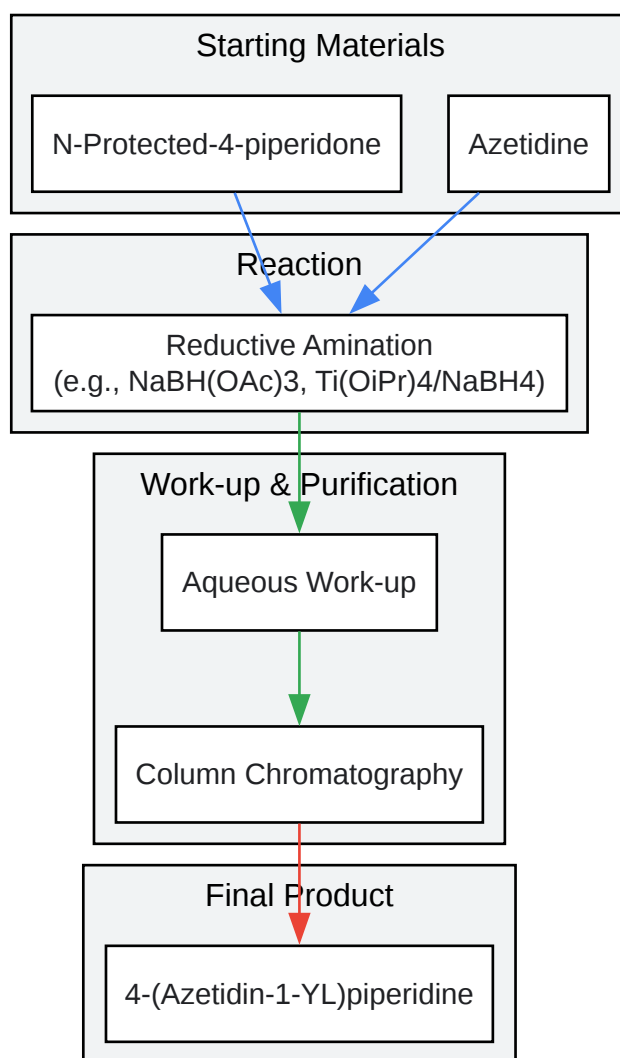 Starting Materials
N-Protected-4-piperidone
Azetidine
Reaction
Reductive Amination
(e.g., NaBH(OAc)3, Ti(OiPr)4/NaBH4)
Work-up & Purification
Aqueous Work-up
Column Chromatography
Final Product
4-(Azetidin-1-YL)piperidine